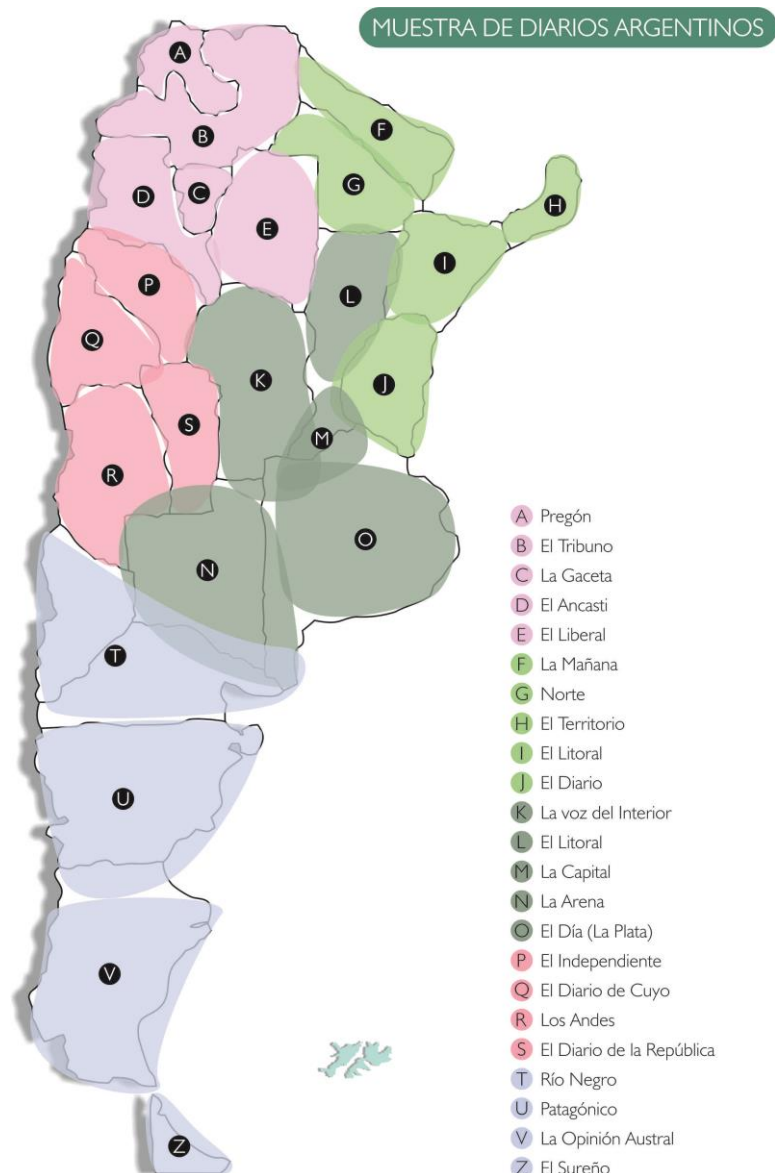 MUESTRA DE DIARIOS ARGENTINOS
A
B
C
D
E
F
G
H
I
J
K
L
M
N
O
P
Q
R
S
T
U
V
Z
A Pregón
B El Tribuno
C La Gaceta
D El Ancasti
E El Liberal
F La Mañana
G Norte
H El Territorio
I El Litoral
J El Diario
K La voz del Interior
L El Litoral
M La Capital
N La Arena
O El Día (La Plata)
P El Independiente
Q El Diario de Cuyo
R Los Andes
S El Diario de la República
T Río Negro
U Patagónico
V La Opinión Austral
Z El Sureño